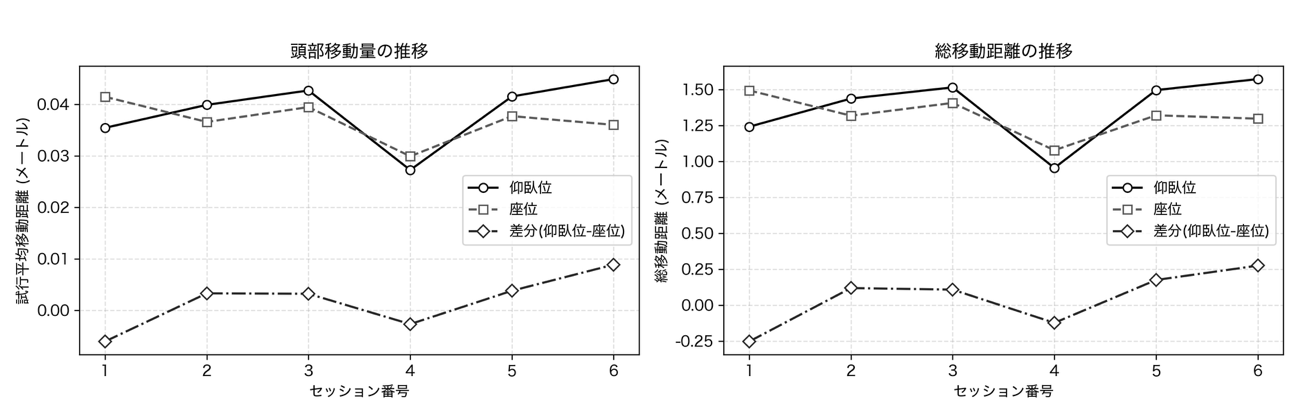 頭部移動量の推移
試行平均移動距離 (メートル)
0.04
0.03
0.02
0.01
0.00
仰臥位
座位
差分(仰臥位-座位)
1 2 3 4 5 6
セッション番号
総移動距離の推移
総移動距離 (メートル)
1.50
1.25
1.00
0.75
0.50
0.25
0.00
-0.25
仰臥位
座位
差分(仰臥位-座位)
1 2 3 4 5 6
セッション番号